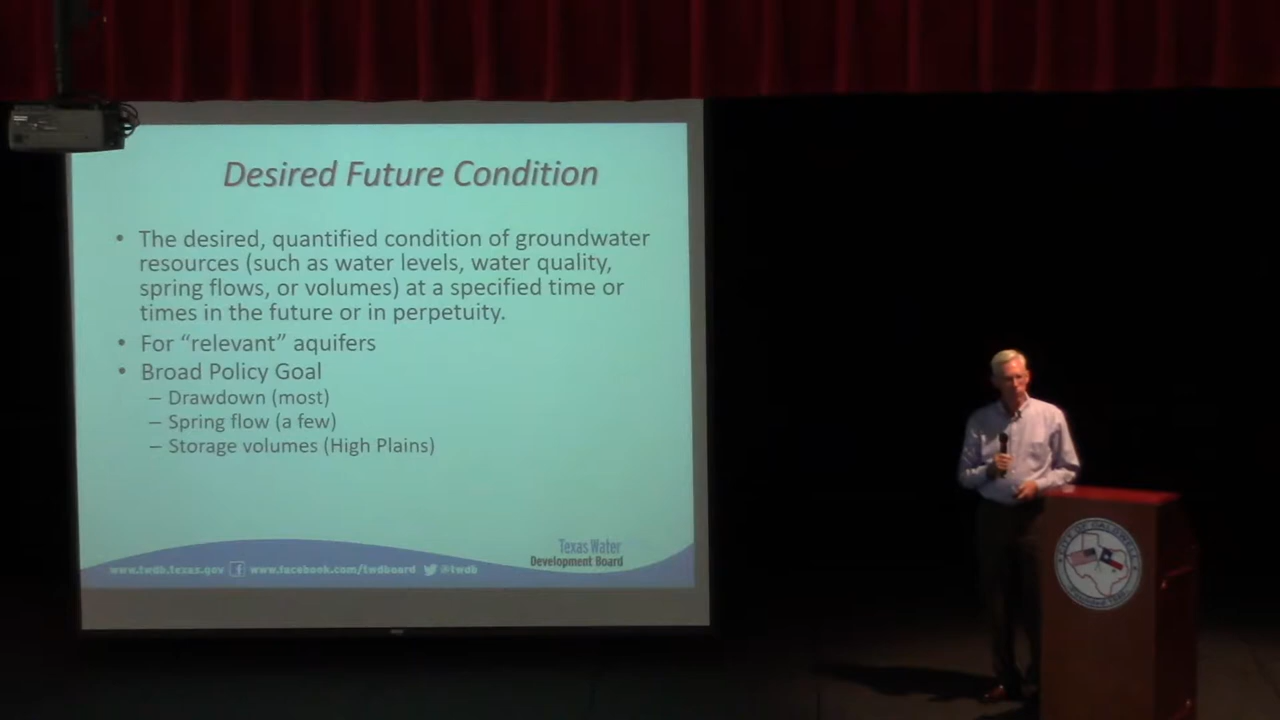 Desired Future Condition
• The desired, quantified condition of groundwater
resources (such as water levels, water quality,
spring flows, or volumes) at a specified time or
times in the future or in perpetuity.
• For “relevant” aquifers
• Broad Policy Goal
– Drawdown (most)
– Spring flow (a few)
– Storage volumes (High Plains)
Texas Water
Development Board
www.twdb.texas.gov f www.facebook.com/twdboard @twdb
CITY OF CALDWELL